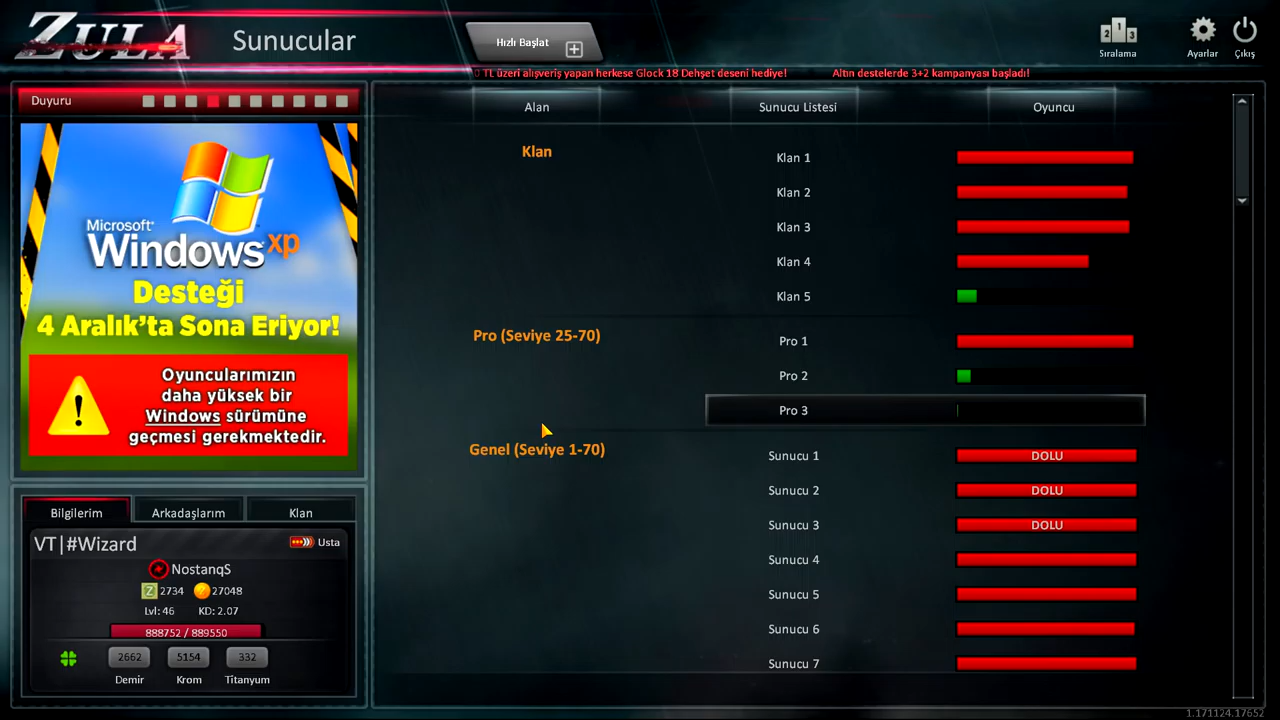 ZULA
Sunucular
Hızlı Başlat
Sıralama
Ayarlar
Çıkış
0 TL üzeri alışveriş yapan herkese Glock 18 Dehşet deseni hediye!
Altın destelerde 3+2 kampanyası başladı!
Duyuru
Microsoft
Windows xp
Desteği
4 Aralık'ta Sona Eriyor!
Oyuncularımızın
daha yüksek bir
Windows sürümüne
geçmesi gerekmektedir.
Bilgilerim
Arkadaşlarım
Klan
VT|#Wizard
Usta
NostanqS
Z 2734
27048
Lvl: 46
KD: 2.07
888752 / 889550
2662
5154
332
Demir
Krom
Titanyum
Alan
Sunucu Listesi
Oyuncu
Klan
Klan 1
Klan 2
Klan 3
Klan 4
Klan 5
Pro (Seviye 25-70)
Pro 1
Pro 2
Pro 3
Genel (Seviye 1-70)
Sunucu 1 DOLU
Sunucu 2 DOLU
Sunucu 3 DOLU
Sunucu 4
Sunucu 5
Sunucu 6
Sunucu 7
1.171124.17652